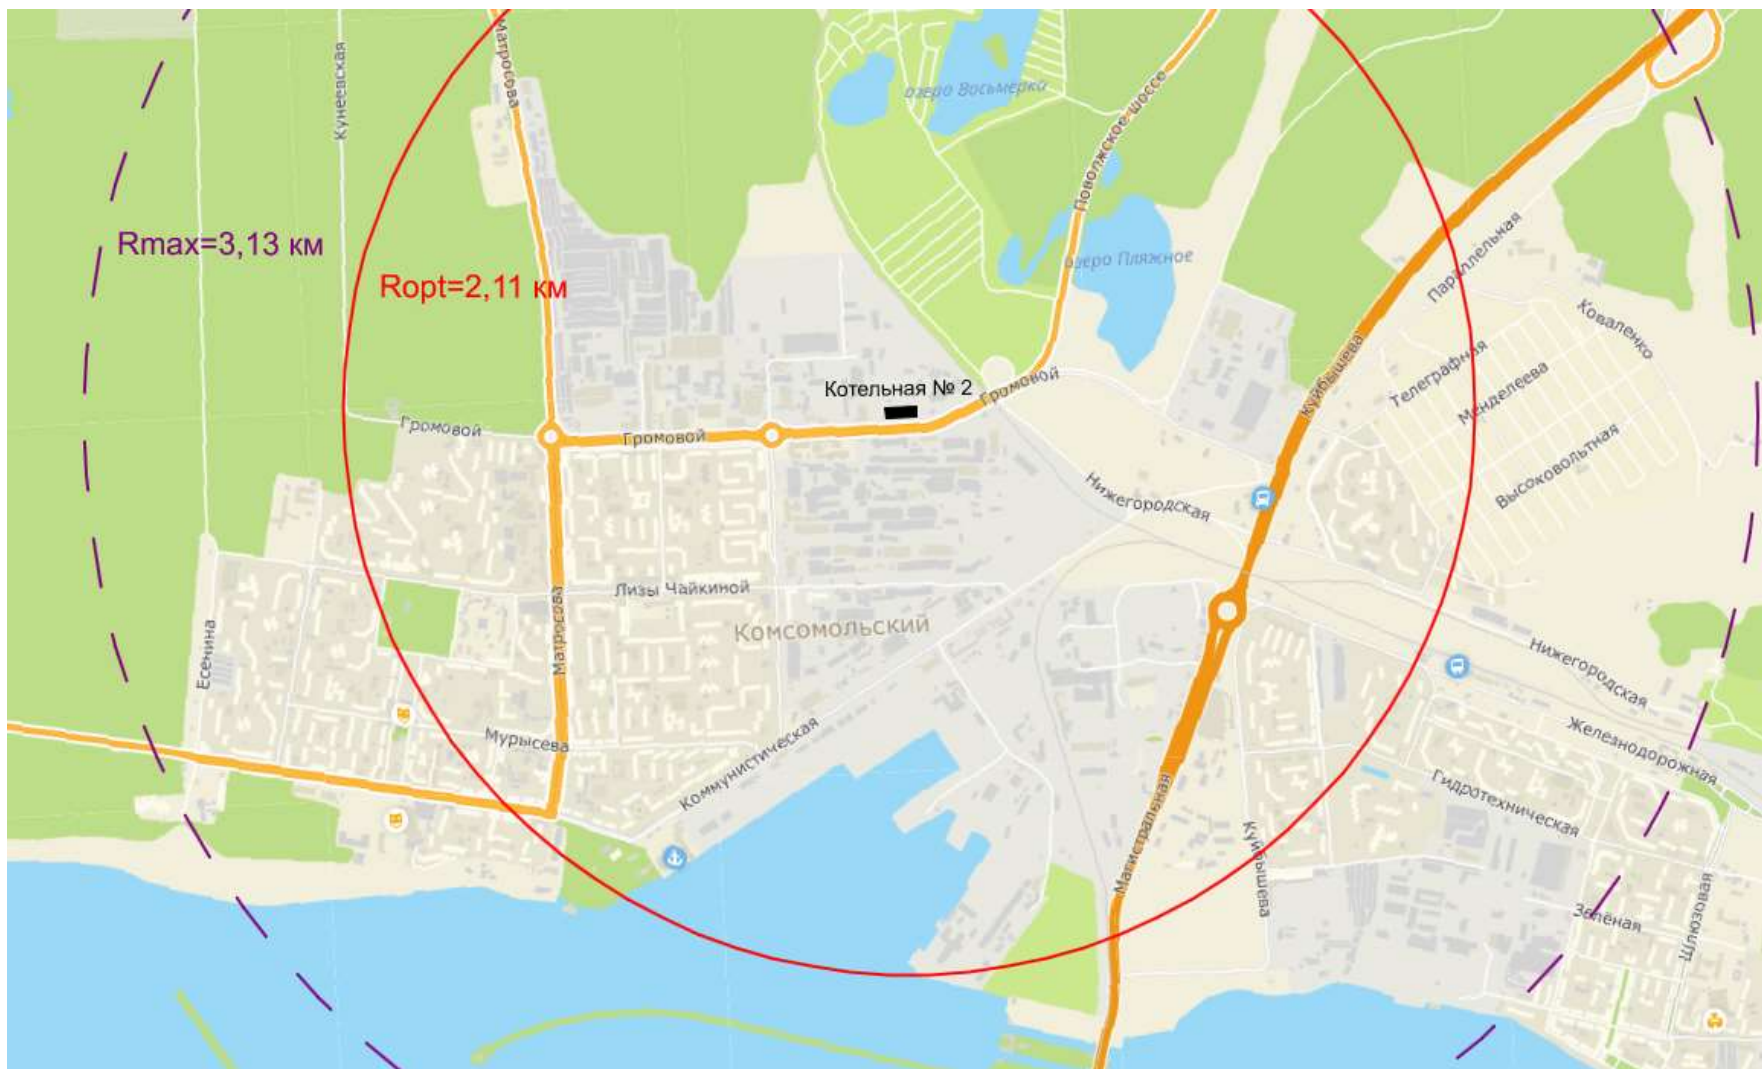 Матросова
Кунеевская
озеро Восьмерка
Поволжское шоссе
Rmax=3,13 км
Ropt=2,11 км
озеро Пляжное
Параллельная
Коваленко
Телеграфная
Менделеева
Куйбышева
Котельная № 2
Громовой
Громовой
Громовой
Высоковольтная
Нижегородская
Лизы Чайкиной
Матросова
Комсомольский
Есенина
Нижегородская
Мурысева
Коммунистическая
Железнодорожная
Гидротехническая
Магистральная
Куйбышева
Зелёная
Шлюзовая